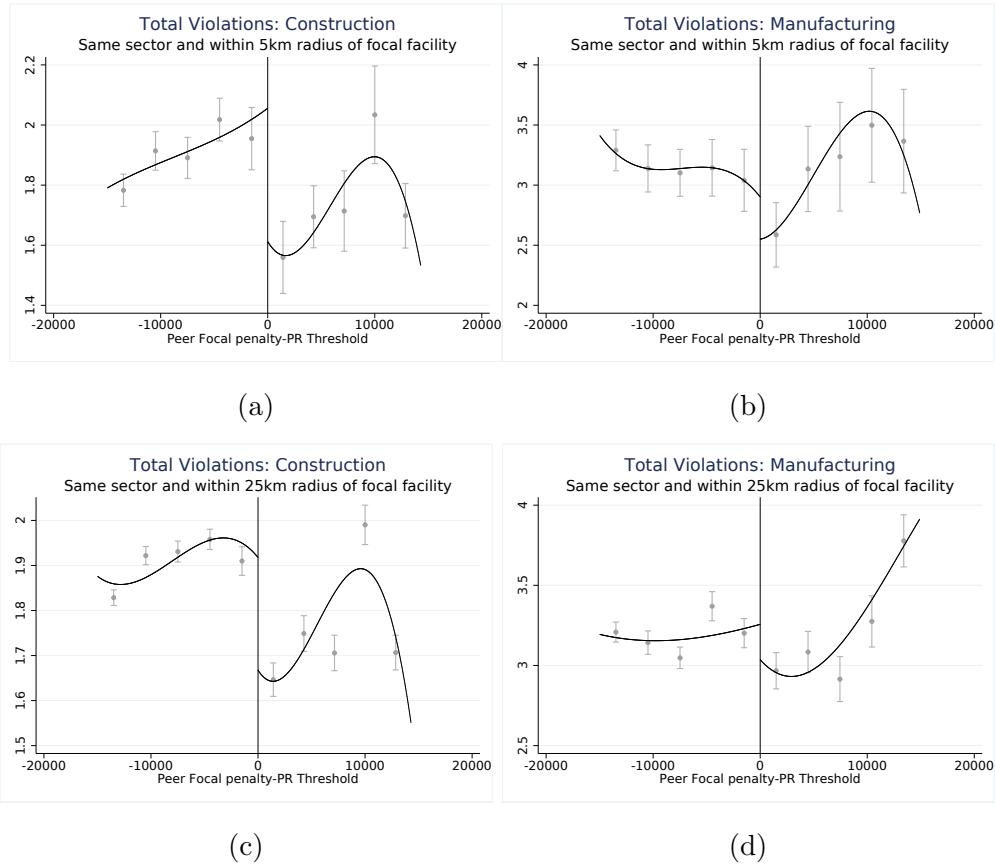 Total Violations: Construction
Same sector and within 5km radius of focal facility
2.2
2
1.8
1.6
1.4
-20000 -10000 0 10000 20000
Peer Focal penalty-PR Threshold
(a)
Total Violations: Manufacturing
Same sector and within 5km radius of focal facility
4
3.5
3
2.5
2
-20000 -10000 0 10000 20000
Peer Focal penalty-PR Threshold
(b)
Total Violations: Construction
Same sector and within 25km radius of focal facility
2
1.9
1.8
1.7
1.6
1.5
-20000 -10000 0 10000 20000
Peer Focal penalty-PR Threshold
(c)
Total Violations: Manufacturing
Same sector and within 25km radius of focal facility
4
3.5
3
2.5
-20000 -10000 0 10000 20000
Peer Focal penalty-PR Threshold
(d)